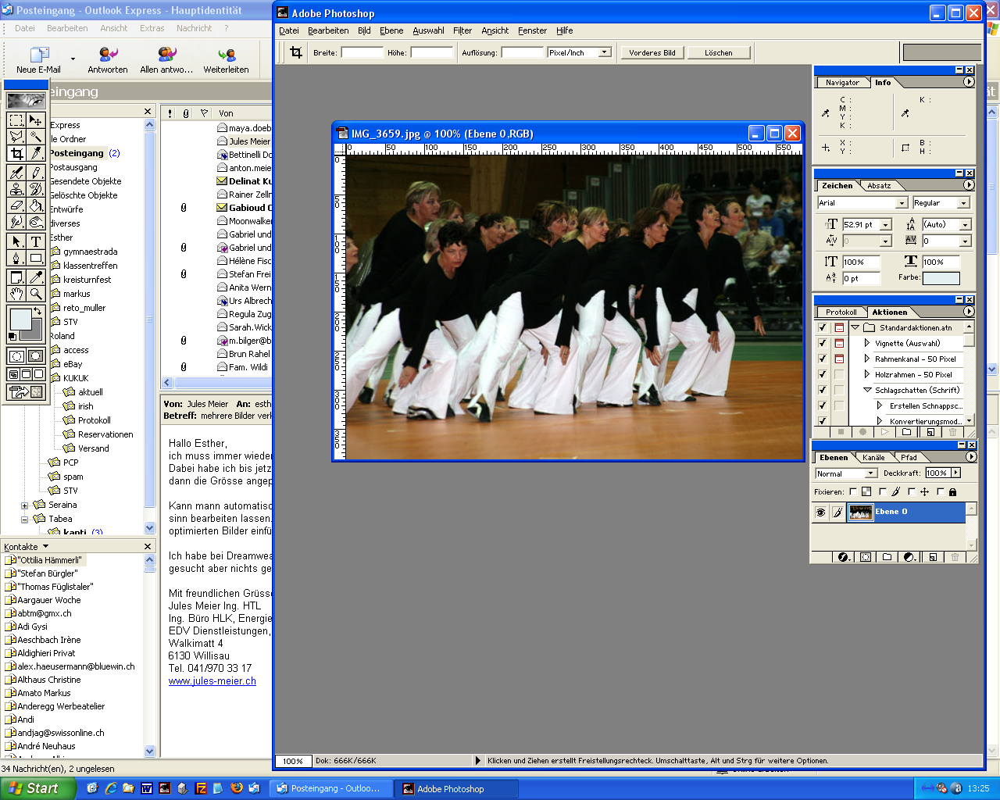 Posteingang - Outlook Express - Hauptidentität
Datei Bearbeiten Ansicht Extras Nachricht ?
Neue E-Mail Antworten Allen antwo... Weiterleiten
eingang
Express
le Ordner
Posteingang (2)
Postausgang
Gesendete Objekte
Gelöschte Objekte
Entwürfe
diverses
Esther
gymnaestrada
klassentreffen
kreisturnfest
markus
reto_muller
STV
Roland
access
eBay
KUKUK
aktuell
irish
Protokoll
Reservationen
Versand
PCP
spam
STV
Seraina
Tabea
kanti (3)
Kontakte
"Ottilia Hämmerli"
"Stefan Bürgler"
"Thomas Füglistaler"
Aargauer Woche
abtm@gmx.ch
Adi Gysi
Aeschbach Irène
Aldighieri Privat
alex.haeusermann@bluewin.ch
Althaus Christine
Amato Markus
Anderegg Werbeatelier
Andi
andjag@swissonline.ch
André Neuhaus
34 Nachricht(en), 2 ungelesen
Von
maya.doeb
Jules Meier
Bettinelli Do
anton.meie
Delinat Ku
Rainer Zelln
Gabioud C
Moonwalker
Gabriel und
Gabriel und
Hélène Fisc
Stefan Frei
Anita Wern
Urs Albrech
Regula Zug
Sarah.Wick
m.bilger@b
Brun Rahel
Fam. Wildi
Von: Jules Meier An: esth
Betreff: mehrere Bilder verk
Hallo Esther,
ich muss immer wieder
Dabei habe ich bis jetz
dann die Grösse angep
Kann mann automatisc
sinn bearbeiten lassen.
optimierten Bilder einfü
Ich habe bei Dreamwea
gesucht aber nichts ge
Mit freundlichen Grüsse
Jules Meier Ing. HTL
Ing. Büro HLK, Energie
EDV Dienstleistungen,
Walkimatt 4
6130 Willisau
Tel. 041/970 33 17
www.jules-meier.ch
Adobe Photoshop
Datei Bearbeiten Bild Ebene Auswahl Filter Ansicht Fenster Hilfe
Breite: Höhe: Auflösung: Pixel/Inch Vorderes Bild Löschen
IMG_3659.jpg @ 100% (Ebene 0,RGB)
0 50 100 150 200 250 300 350 400 450 500 550
0
50
100
150
200
250
300
350
Navigator Info
C :
M :
Y :
K :
K :
X :
Y :
B :
H :
Zeichen Absatz
Arial Regular
52.91 pt (Auto)
0 0
100% 100%
0 pt Farbe:
Protokoll Aktionen
Standardaktionen.atn
Vignette (Auswahl)
Rahmenkanal - 50 Pixel
Holzrahmen - 50 Pixel
Schlagschatten (Schrift)
Erstellen Schnappsc...
Konvertierungsmod...
Ebenen Kanäle Pfad
Normal Deckkraft: 100%
Fixieren:
Ebene 0
100% Dok: 666K/666K Klicken und Ziehen erstellt Freistellungsrechteck. Umschalttaste, Alt und Strg für weitere Optionen.
Start Posteingang - Outloo... Adobe Photoshop 13:25